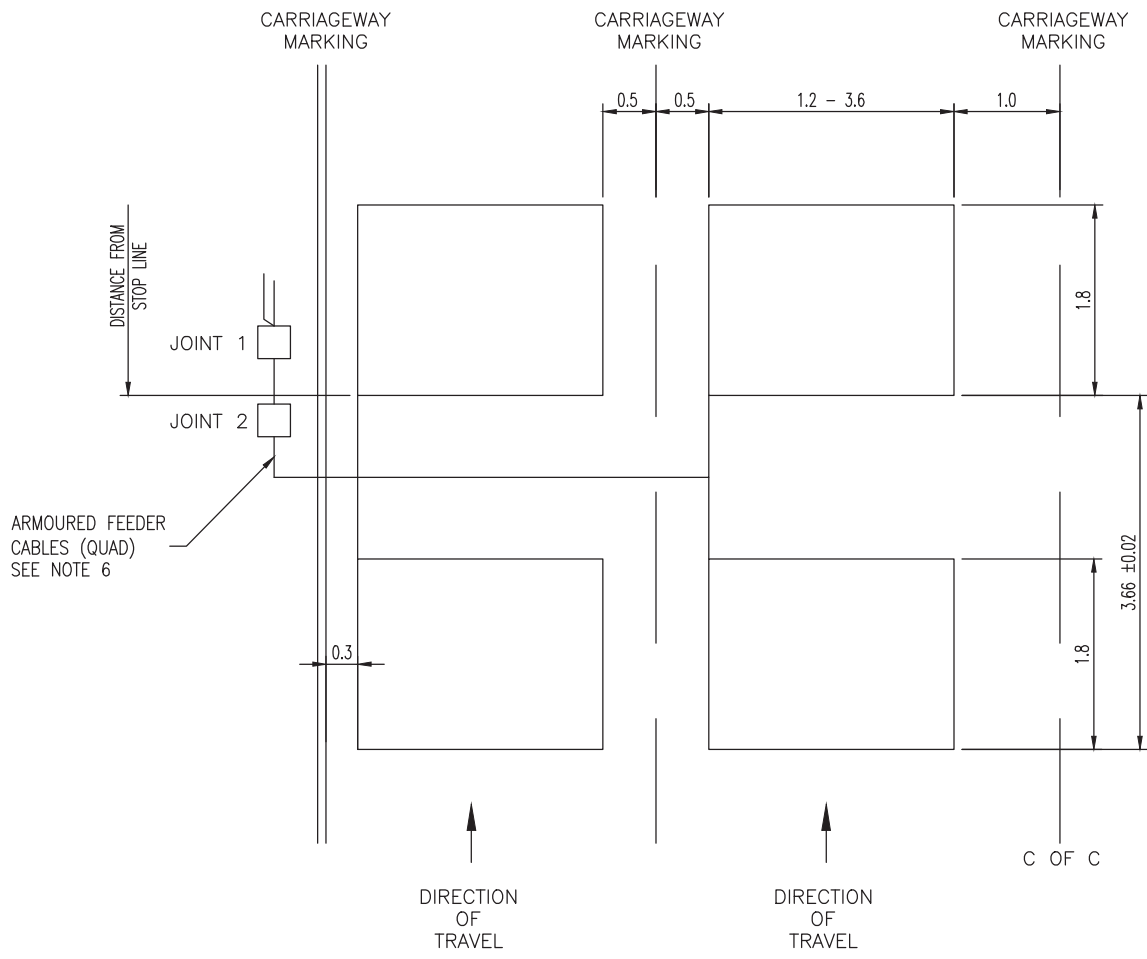 CARRIAGEWAY
MARKING
CARRIAGEWAY
MARKING
CARRIAGEWAY
MARKING
0.5
0.5
1.2 - 3.6
1.0
DISTANCE FROM
STOP LINE
1.8
JOINT 1
JOINT 2
ARMOURED FEEDER
CABLES (QUAD)
SEE NOTE 6
3.66 ±0.02
0.3
1.8
C OF C
DIRECTION
OF
TRAVEL
DIRECTION
OF
TRAVEL